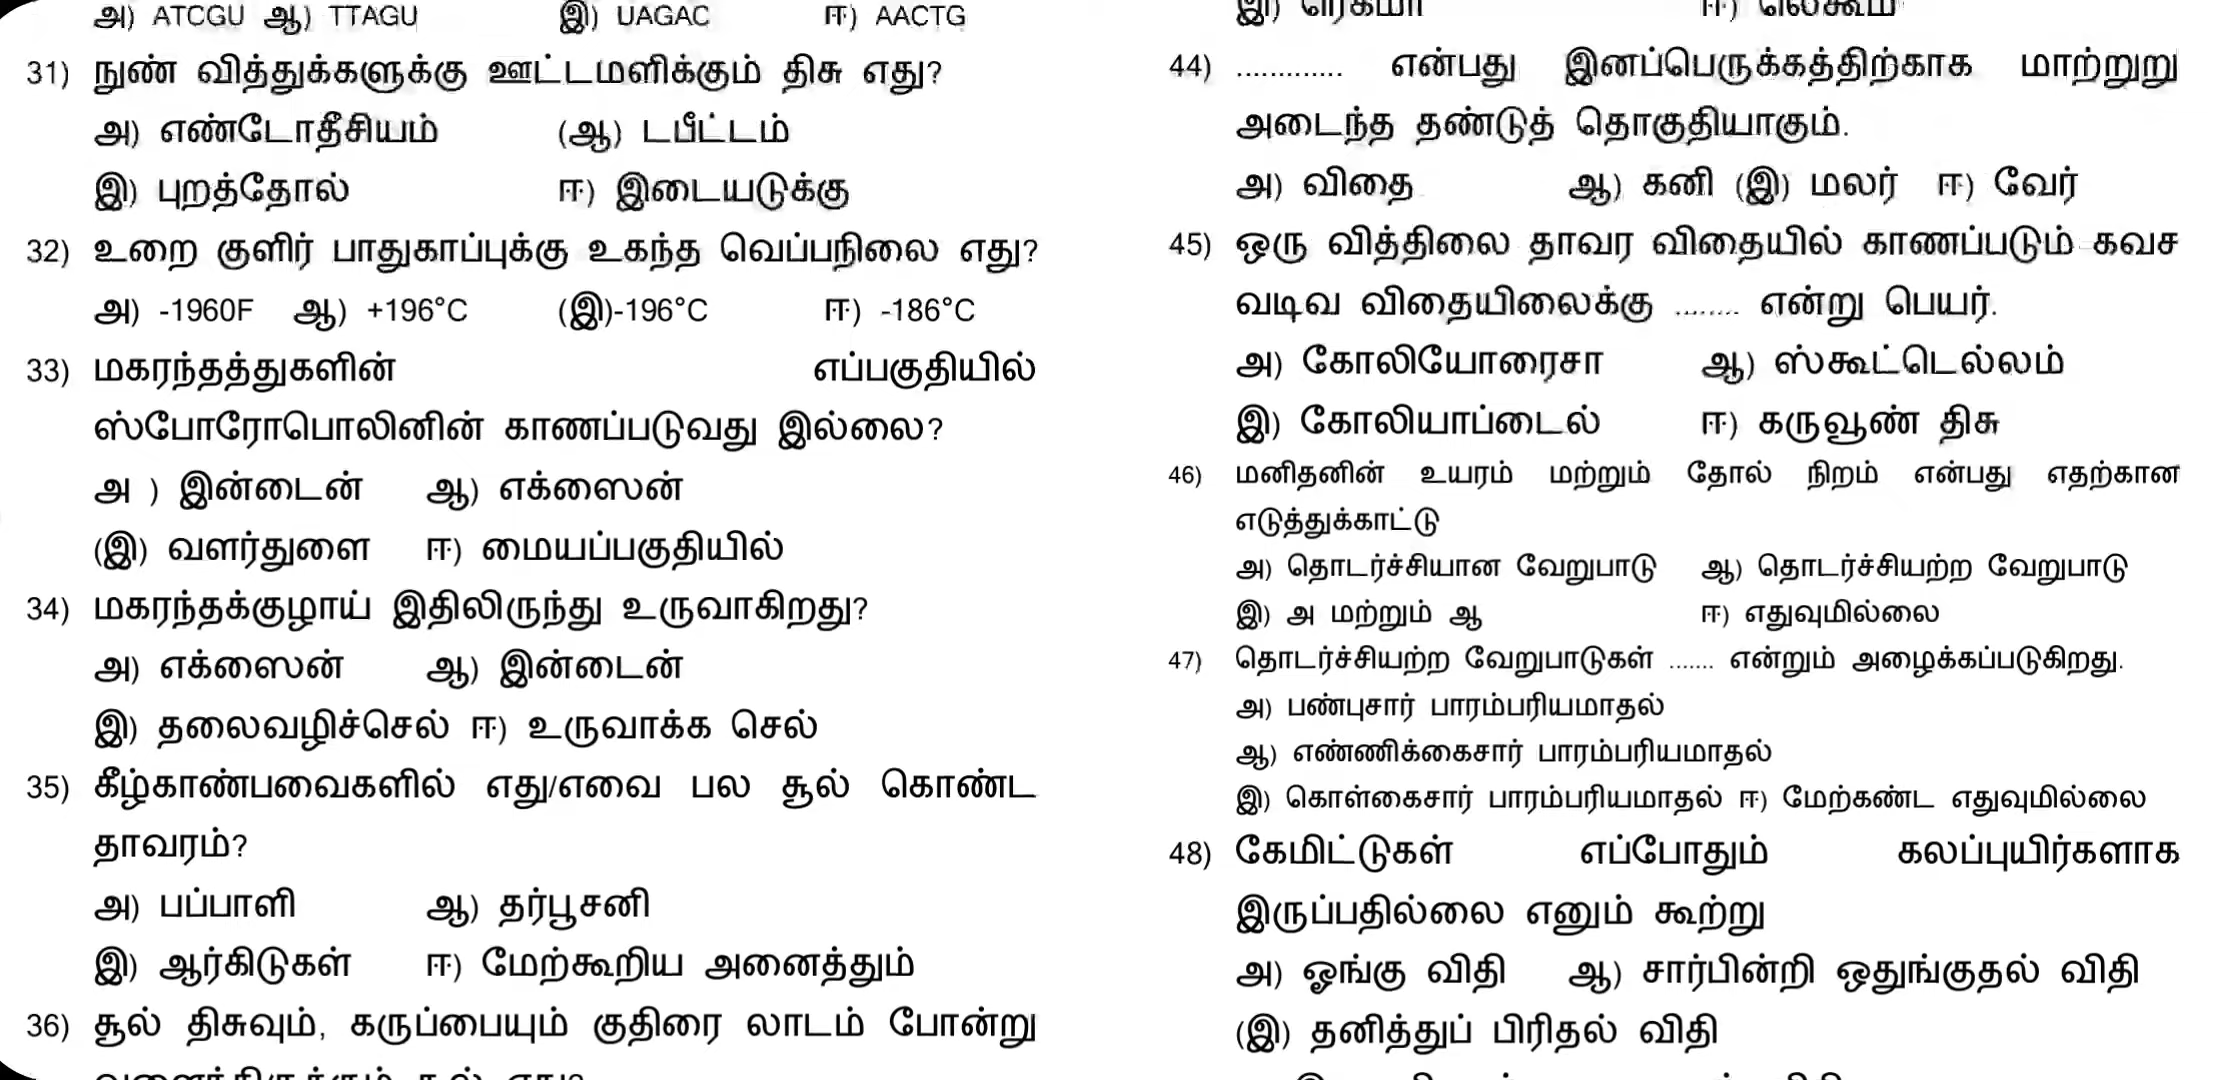 அ) ATCGU ஆ) TTAGU இ) UAGAC ஈ) AACTG
31) நுண் வித்துக்களுக்கு ஊட்டமளிக்கும் திசு எது?
அ) எண்டோதீசியம் (ஆ) டபீட்டம்
இ) புறத்தோல் ஈ) இடையடுக்கு
32) உறை குளிர் பாதுகாப்புக்கு உகந்த வெப்பநிலை எது?
அ) -1960F ஆ) +196°C (இ)-196°C ஈ) -186°C
33) மகரந்தத்துகளின் எப்பகுதியில்
ஸ்போரோபொலினின் காணப்படுவது இல்லை?
அ ) இன்டைன் ஆ) எக்ஸைன்
(இ) வளர்துளை ஈ) மையப்பகுதியில்
34) மகரந்தக்குழாய் இதிலிருந்து உருவாகிறது?
அ) எக்ஸைன் ஆ) இன்டைன்
இ) தலைவழிச்செல் ஈ) உருவாக்க செல்
35) கீழ்காண்பவைகளில் எது/எவை பல சூல் கொண்ட
தாவரம்?
அ) பப்பாளி ஆ) தர்பூசனி
இ) ஆர்கிடுகள் ஈ) மேற்கூறிய அனைத்தும்
36) சூல் திசுவும், கருப்பையும் குதிரை லாடம் போன்று
44) ............. என்பது இனப்பெருக்கத்திற்காக மாற்றுறு
அடைந்த தண்டுத் தொகுதியாகும்.
அ) விதை ஆ) கனி (இ) மலர் ஈ) வேர்
45) ஒரு வித்திலை தாவர விதையில் காணப்படும் கவச
வடிவ விதையிலைக்கு ........ என்று பெயர்.
அ) கோலியோரைசா ஆ) ஸ்கூட்டெல்லம்
இ) கோலியாப்டைல் ஈ) கருவூண் திசு
46) மனிதனின் உயரம் மற்றும் தோல் நிறம் என்பது எதற்கான
எடுத்துக்காட்டு
அ) தொடர்ச்சியான வேறுபாடு ஆ) தொடர்ச்சியற்ற வேறுபாடு
இ) அ மற்றும் ஆ ஈ) எதுவுமில்லை
47) தொடர்ச்சியற்ற வேறுபாடுகள் ....... என்றும் அழைக்கப்படுகிறது.
அ) பண்புசார் பாரம்பரியமாதல்
ஆ) எண்ணிக்கைசார் பாரம்பரியமாதல்
இ) கொள்கைசார் பாரம்பரியமாதல் ஈ) மேற்கண்ட எதுவுமில்லை
48) கேமிட்டுகள் எப்போதும் கலப்புயிர்களாக
இருப்பதில்லை எனும் கூற்று
அ) ஓங்கு விதி ஆ) சார்பின்றி ஒதுங்குதல் விதி
(இ) தனித்துப் பிரிதல் விதி